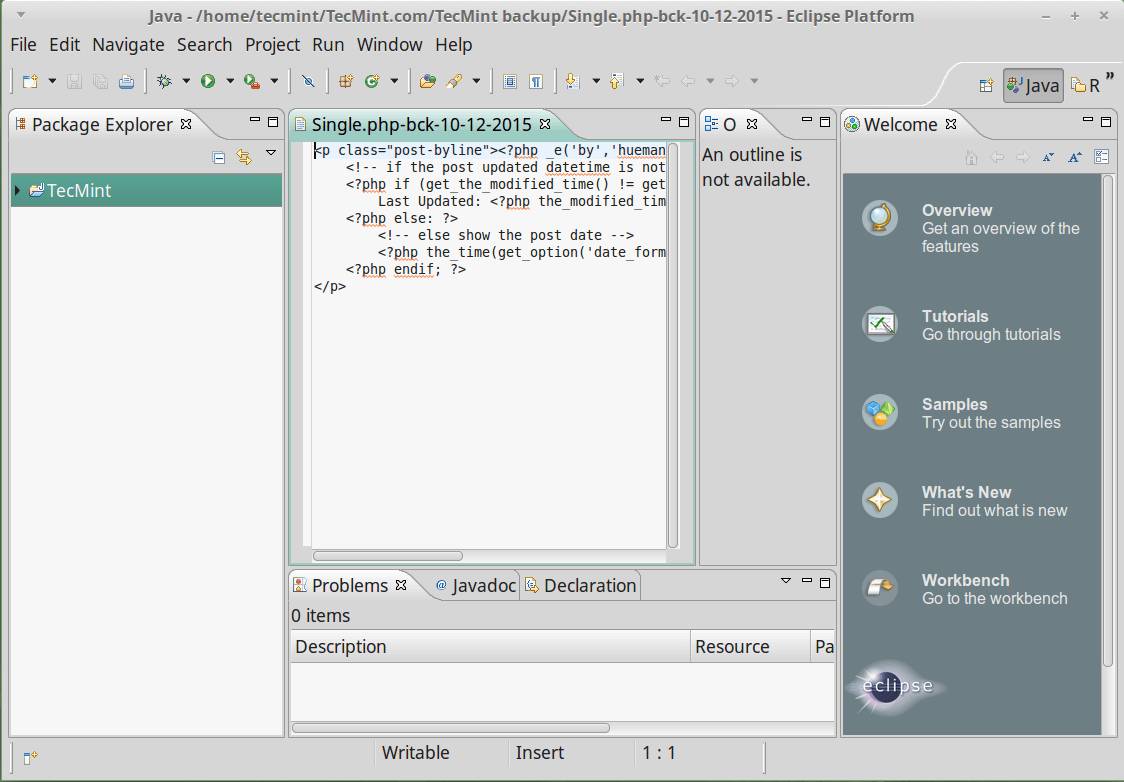 Java - /home/tecmint/TecMint.com/TecMint backup/Single.php-bck-10-12-2015 - Eclipse Platform
File Edit Navigate Search Project Run Window Help
Java R »
Package Explorer
TecMint
Single.php-bck-10-12-2015
<p class="post-byline"><?php _e('by','hueman
<!-- if the post updated datetime is not
<?php if (get_the_modified_time() != get
Last Updated: <?php the_modified_tim
<?php else: ?>
<!-- else show the post date -->
<?php the_time(get_option('date_form
<?php endif; ?>
</p>
O
An outline is
not available.
Welcome
Overview
Get an overview of the
features
Tutorials
Go through tutorials
Samples
Try out the samples
What's New
Find out what is new
Workbench
Go to the workbench
eclipse
Problems @ Javadoc Declaration
0 items
Description Resource Pa
Writable Insert 1 : 1